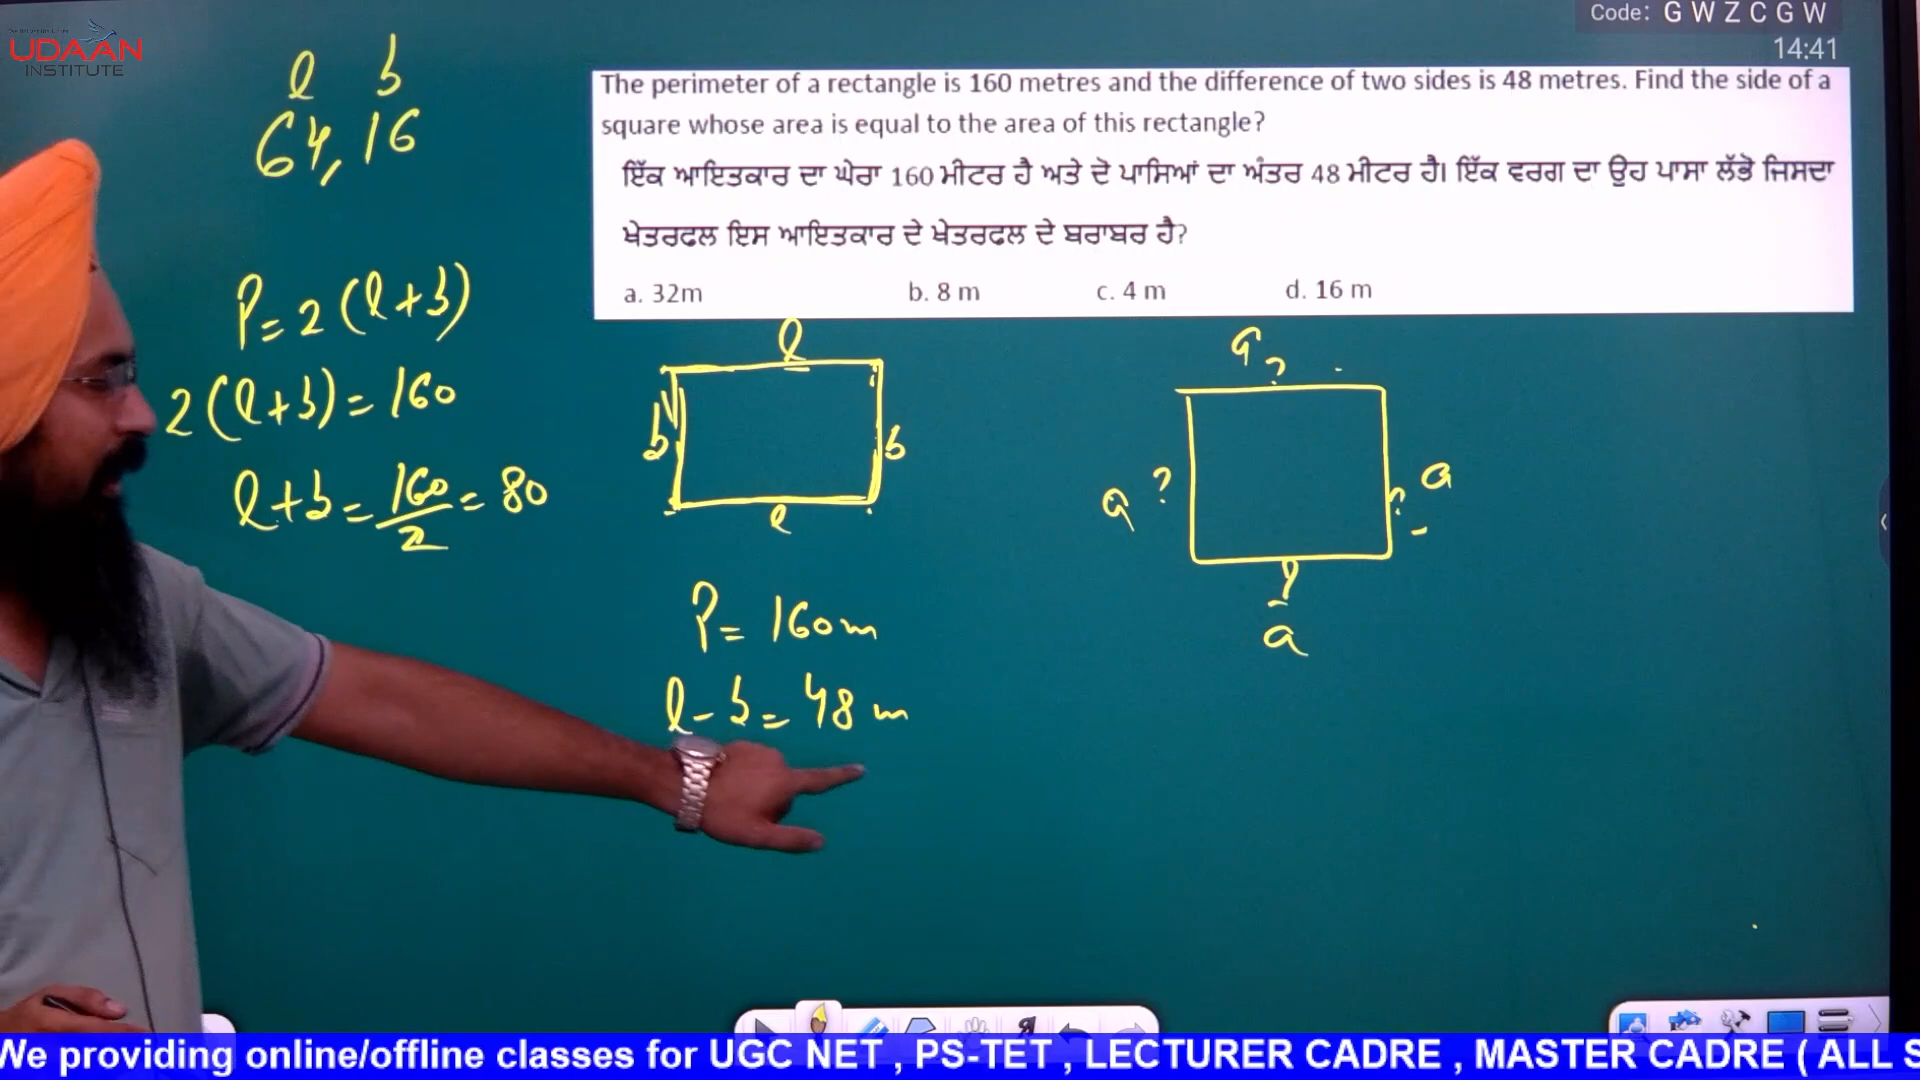 UDAAN
INSTITUTE
Code: G W Z C G W
14:41
The perimeter of a rectangle is 160 metres and the difference of two sides is 48 metres. Find the side of a
square whose area is equal to the area of this rectangle?
ਇੱਕ ਆਇਤਕਾਰ ਦਾ ਘੇਰਾ 160 ਮੀਟਰ ਹੈ ਅਤੇ ਦੋ ਪਾਸਿਆਂ ਦਾ ਅੰਤਰ 48 ਮੀਟਰ ਹੈ। ਇੱਕ ਵਰਗ ਦਾ ਉਹ ਪਾਸਾ ਲੱਭੋ ਜਿਸਦਾ
ਖੇਤਰਫਲ ਇਸ ਆਇਤਕਾਰ ਦੇ ਖੇਤਰਫਲ ਦੇ ਬਰਾਬਰ ਹੈ?
a. 32m b. 8 m c. 4 m d. 16 m
l b
64, 16
P = 2 (l + b)
2 (l + b) = 160
l + b = 160/2 = 80
l
b b
l
P = 160m
l - b = 48 m
a ?
a ? ? a
?
a
We providing online/offline classes for UGC NET , PS-TET , LECTURER CADRE , MASTER CADRE ( ALL S